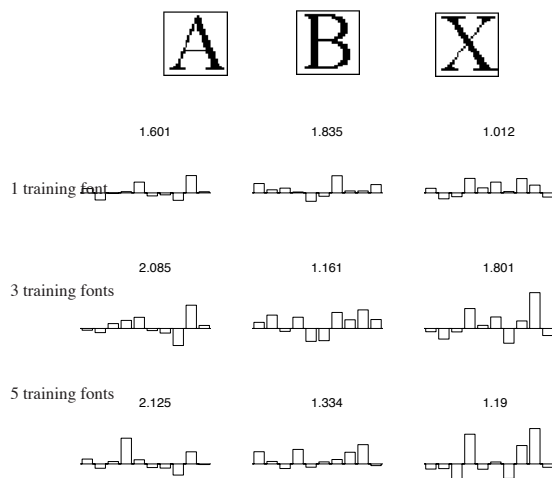 A B X
1.601 1.835 1.012
1 training font
2.085 1.161 1.801
3 training fonts
5 training fonts
2.125 1.334 1.19